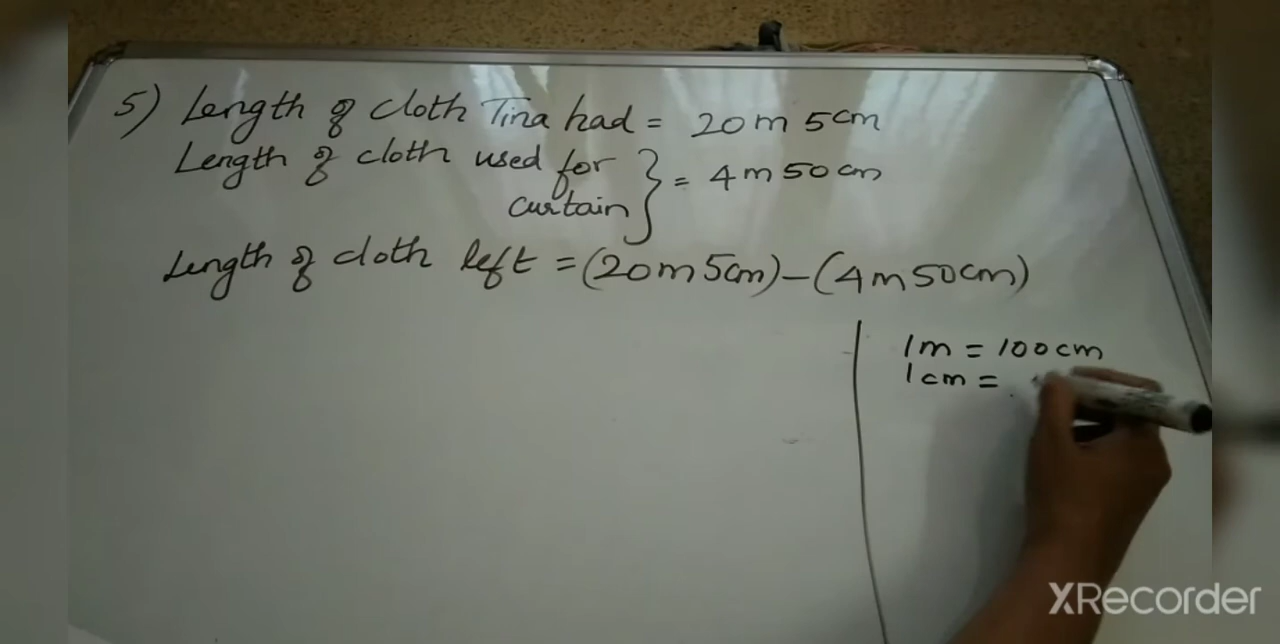 5) Length of cloth Tina had = 20m 5cm
Length of cloth used for
curtain } = 4m 50cm
Length of cloth left = (20m 5cm) – (4m 50cm)
1m = 100cm
1cm =
XRecorder